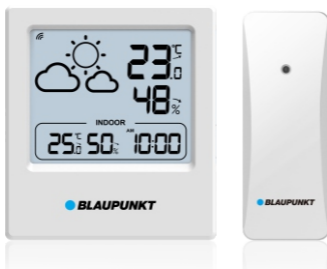 23.0 °C
48%
INDOOR
25.0 °C 50% AM 10:00
BLAUPUNKT
BLAUPUNKT